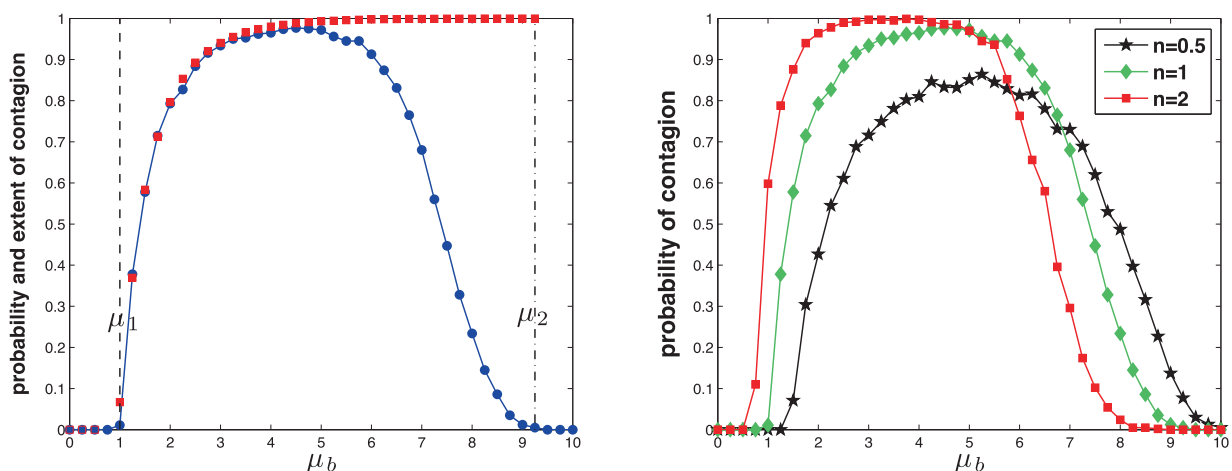 probability and extent of contagion
1
0.9
0.8
0.7
0.6
0.5
0.4
0.3
0.2
0.1
0
0 1 2 3 4 5 6 7 8 9 10
μ1
μ2
μb
probability of contagion
1
0.9
0.8
0.7
0.6
0.5
0.4
0.3
0.2
0.1
0
0 1 2 3 4 5 6 7 8 9 10
μb
n=0.5
n=1
n=2